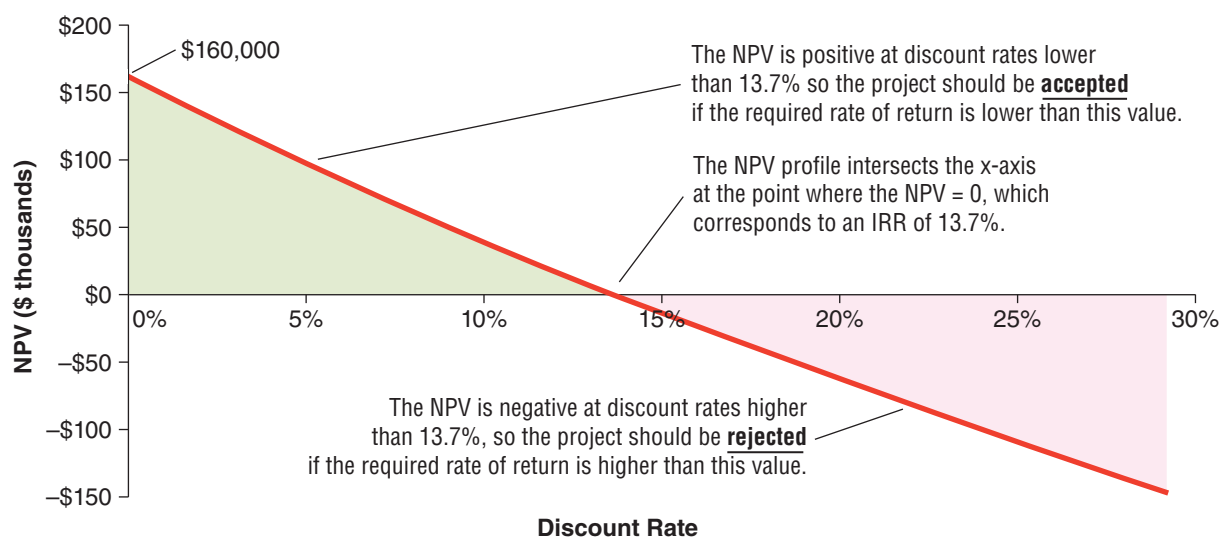 $200
$160,000
$150
$100
$50
$0
–$50
–$100
–$150
NPV ($ thousands)
The NPV is positive at discount rates lower
than 13.7% so the project should be accepted
if the required rate of return is lower than this value.
The NPV profile intersects the x-axis
at the point where the NPV = 0, which
corresponds to an IRR of 13.7%.
0%
5%
10%
15%
20%
25%
30%
The NPV is negative at discount rates higher
than 13.7%, so the project should be rejected
if the required rate of return is higher than this value.
Discount Rate